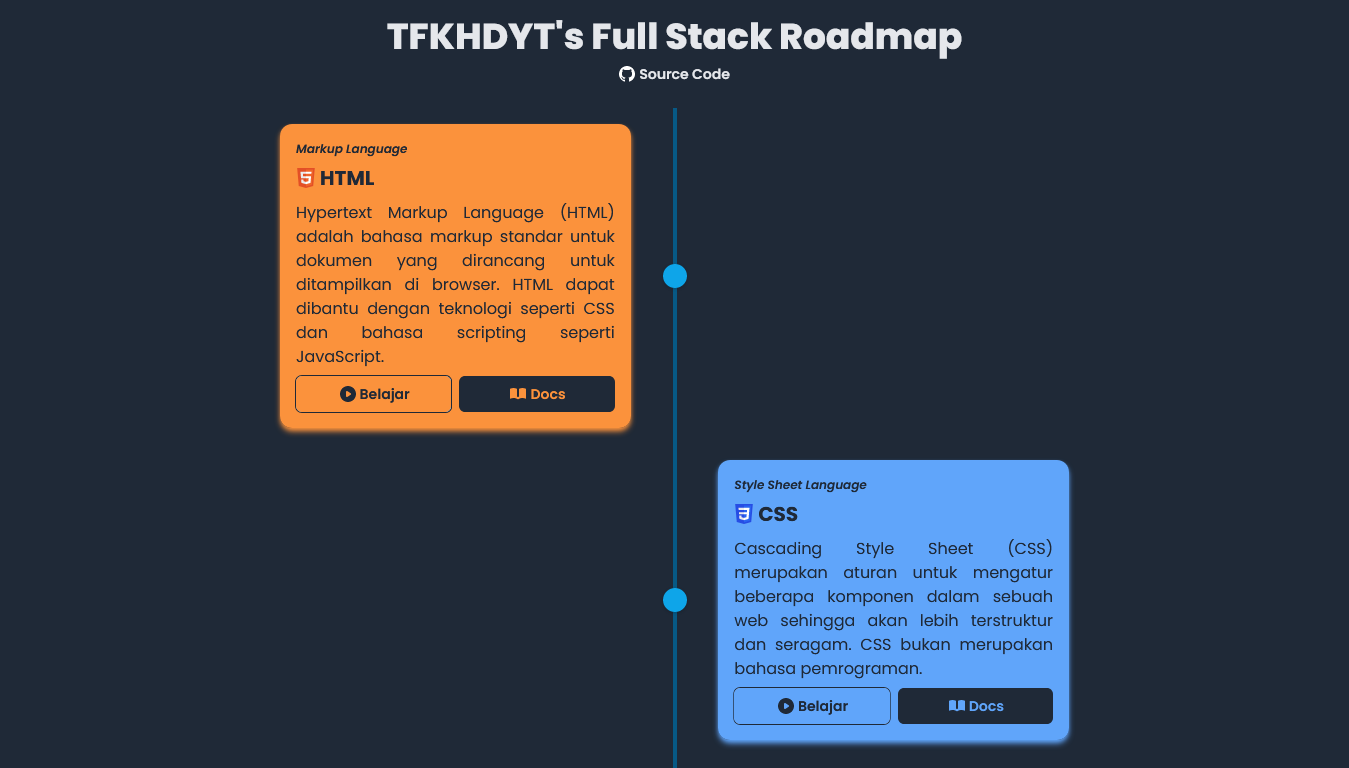 TFKHDYT's Full Stack Roadmap
Source Code
Markup Language
HTML
Hypertext Markup Language (HTML)
adalah bahasa markup standar untuk
dokumen yang dirancang untuk
ditampilkan di browser. HTML dapat
dibantu dengan teknologi seperti CSS
dan bahasa scripting seperti
JavaScript.
Belajar
Docs
Style Sheet Language
CSS
Cascading Style Sheet (CSS)
merupakan aturan untuk mengatur
beberapa komponen dalam sebuah
web sehingga akan lebih terstruktur
dan seragam. CSS bukan merupakan
bahasa pemrograman.
Belajar
Docs